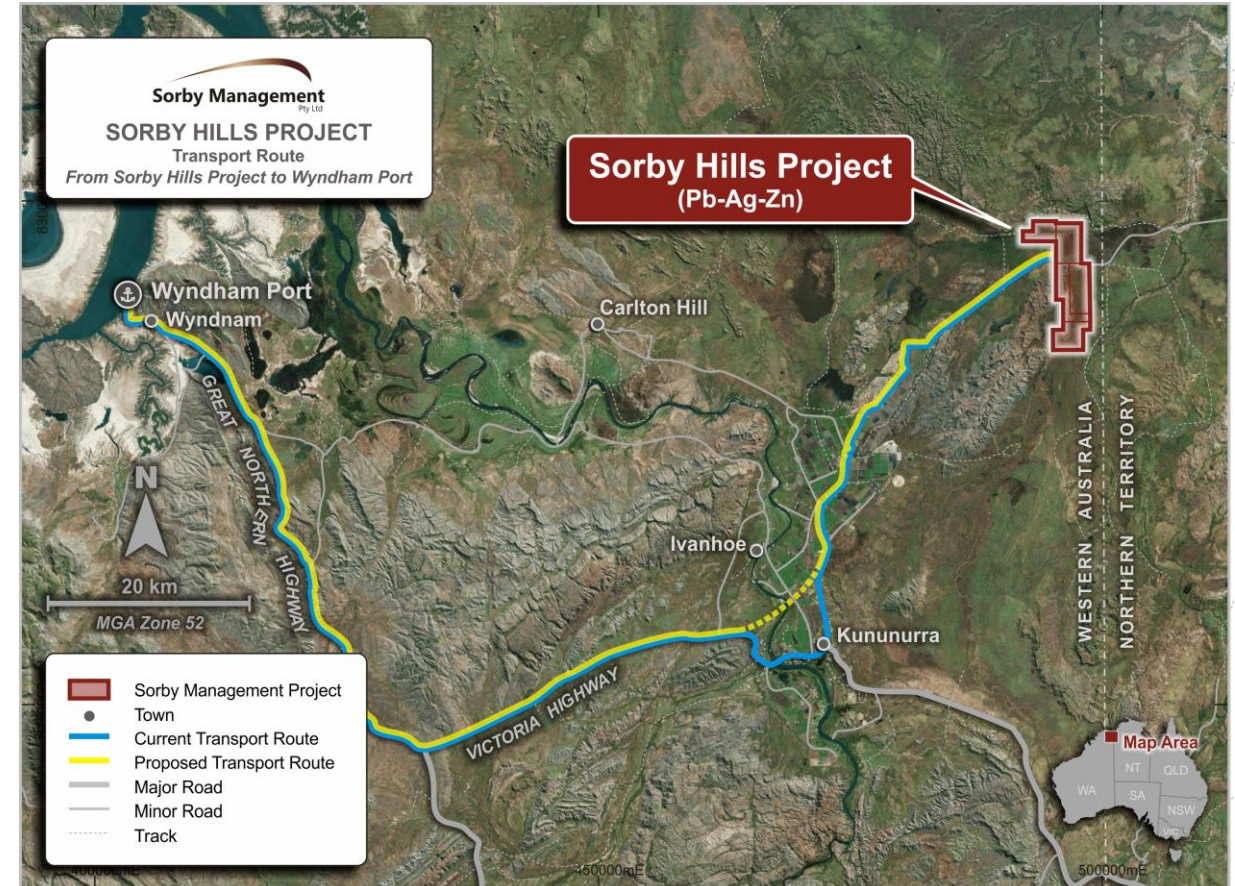 Sorby Management
Pty Ltd
SORBY HILLS PROJECT
Transport Route
From Sorby Hills Project to Wyndham Port
Sorby Hills Project
(Pb-Ag-Zn)
Wyndham Port
Wyndnam
Carlton Hill
GREAT NORTHERN HIGHWAY
N
20 km
MGA Zone 52
Ivanhoe
Kununurra
VICTORIA HIGHWAY
WESTERN AUSTRALIA
NORTHERN TERRITORY
Sorby Management Project
Town
Current Transport Route
Proposed Transport Route
Major Road
Minor Road
Track
Map Area
WA
NT
QLD
SA
NSW
VIC
450000mE
500000mE